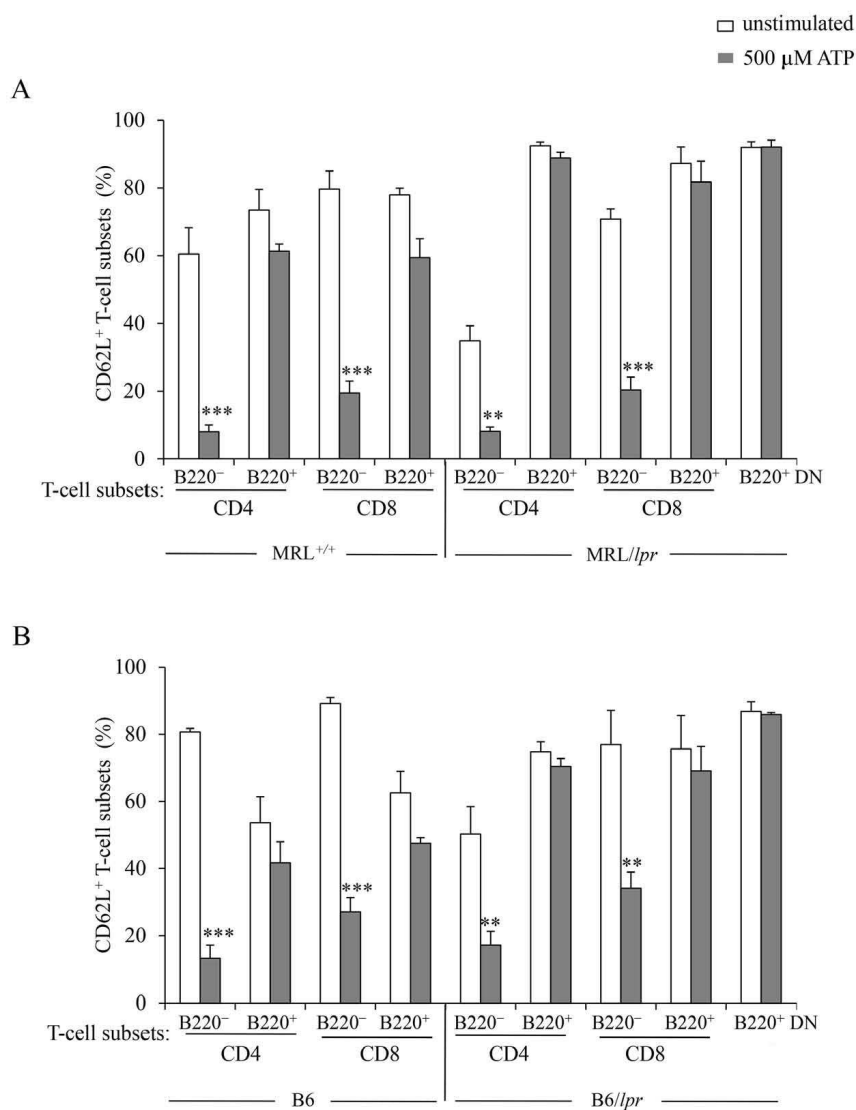 unstimulated
500 µM ATP
A
CD62L⁺ T-cell subsets (%)
100
80
60
40
20
0
***
***
**
***
T-cell subsets: B220⁻ B220⁺ B220⁻ B220⁺ B220⁻ B220⁺ B220⁻ B220⁺ B220⁺ DN
CD4 CD8 CD4 CD8
MRL⁺/⁺ MRL/lpr
B
CD62L⁺ T-cell subsets (%)
100
80
60
40
20
0
***
***
**
**
T-cell subsets: B220⁻ B220⁺ B220⁻ B220⁺ B220⁻ B220⁺ B220⁻ B220⁺ B220⁺ DN
CD4 CD8 CD4 CD8
B6 B6/lpr